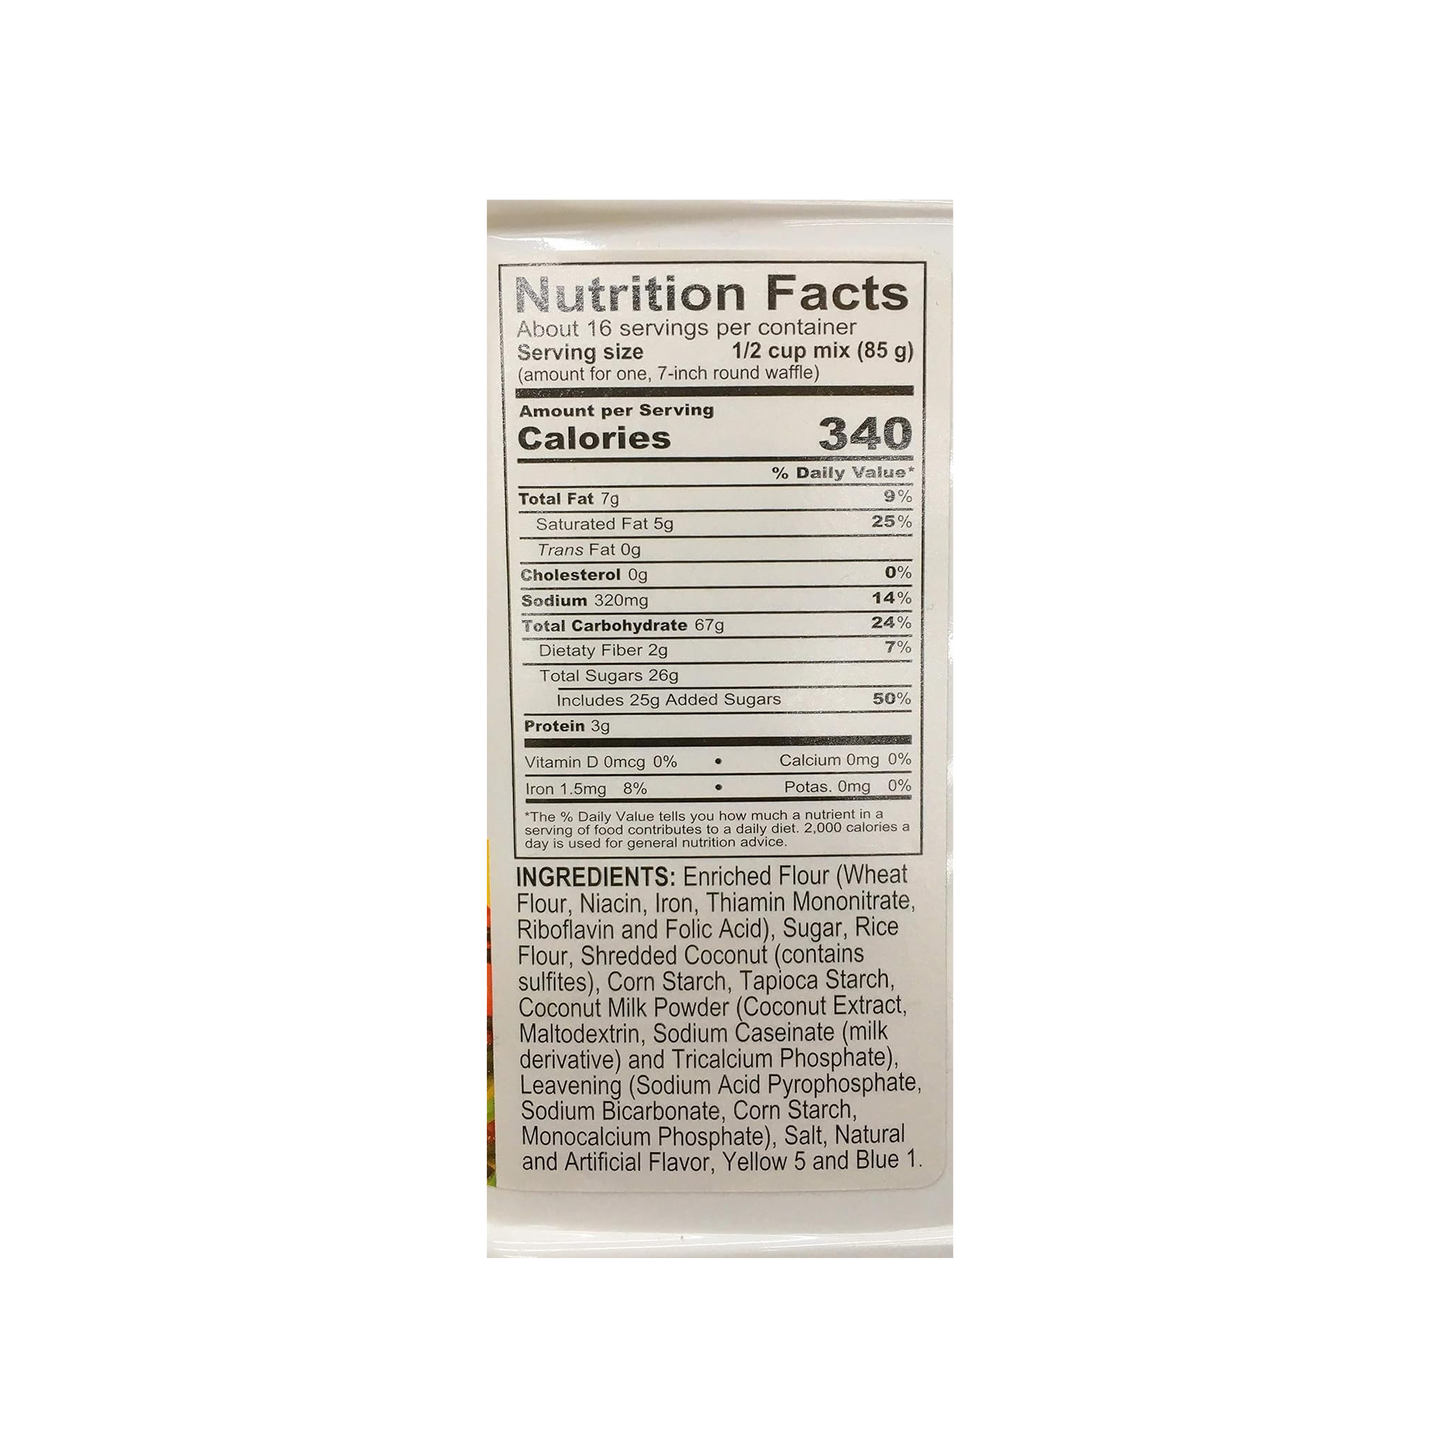 Nutrition Facts
About 16 servings per container
Serving size 1/2 cup mix (85 g)
(amount for one, 7-inch round waffle)
Amount per Serving
Calories 340
% Daily Value*
Total Fat 7g 9%
Saturated Fat 5g 25%
Trans Fat 0g
Cholesterol 0g 0%
Sodium 320mg 14%
Total Carbohydrate 67g 24%
Dietaty Fiber 2g 7%
Total Sugars 26g
Includes 25g Added Sugars 50%
Protein 3g
Vitamin D 0mcg 0% • Calcium 0mg 0%
Iron 1.5mg 8% • Potas. 0mg 0%
*The % Daily Value tells you how much a nutrient in a
serving of food contributes to a daily diet. 2,000 calories a
day is used for general nutrition advice.
INGREDIENTS: Enriched Flour (Wheat
Flour, Niacin, Iron, Thiamin Mononitrate,
Riboflavin and Folic Acid), Sugar, Rice
Flour, Shredded Coconut (contains
sulfites), Corn Starch, Tapioca Starch,
Coconut Milk Powder (Coconut Extract,
Maltodextrin, Sodium Caseinate (milk
derivative) and Tricalcium Phosphate),
Leavening (Sodium Acid Pyrophosphate,
Sodium Bicarbonate, Corn Starch,
Monocalcium Phosphate), Salt, Natural
and Artificial Flavor, Yellow 5 and Blue 1.